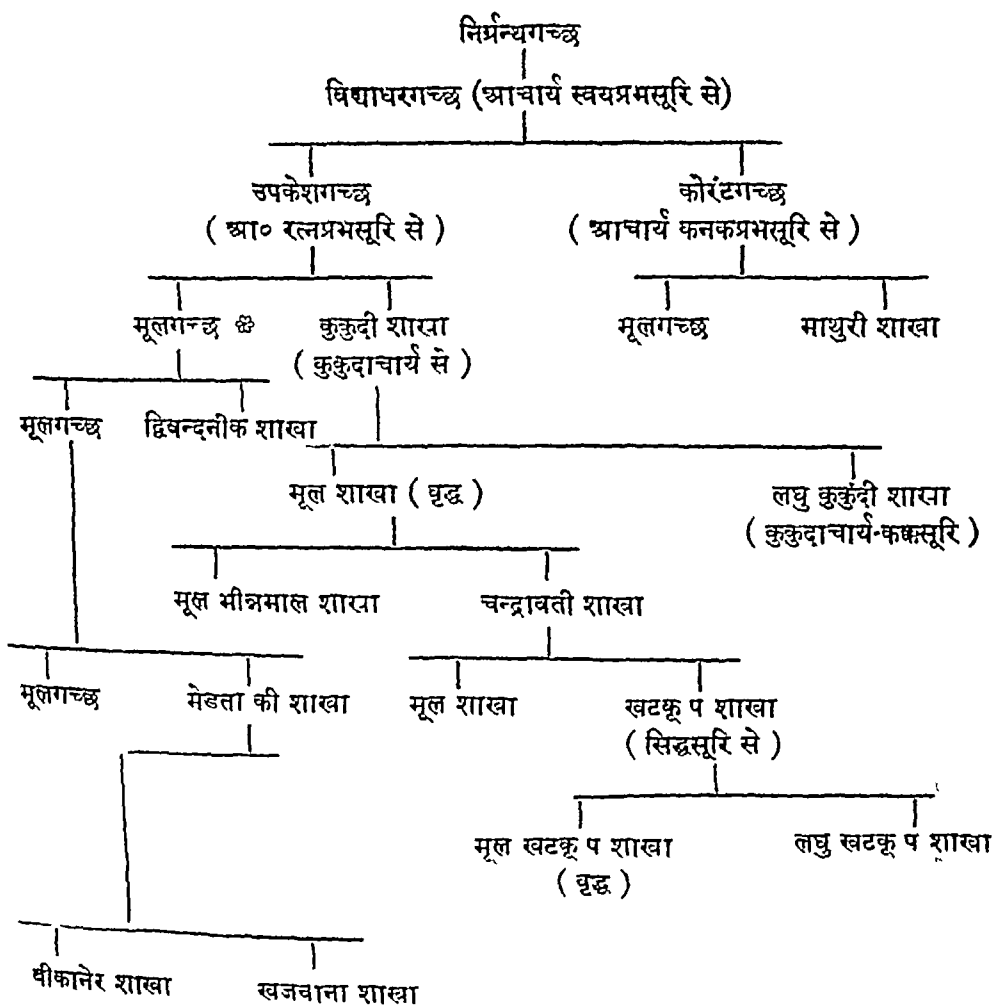 निर्ग्रन्थगच्छ
विद्याधरगच्छ (आचार्य स्वयप्रभसूरि से)
उपकेशगच्छ कोरंटगच्छ
( आ० रत्नप्रभसूरि से ) ( आचार्य कनकप्रभसूरि से )
मूलगच्छ ❀ कुकुदी शाखा मूलगच्छ माथुरी शाखा
( कुकुदाचार्य से )
मूलगच्छ द्विवन्दनीक शाखा
मूल शाखा ( वृद्ध ) लघु कुकुंदी शाखा
( कुकुदाचार्य-कक्कसूरि )
मूल भीन्नमाल शाखा चन्द्रावती शाखा
मूलगच्छ मेडता की शाखा मूल शाखा खटकू प शाखा
( सिद्धसूरि से )
मूल खटकू प शाखा लघु खटकू प शाखा
( वृद्ध )
बीकानेर शाखा खजवाना शाखा